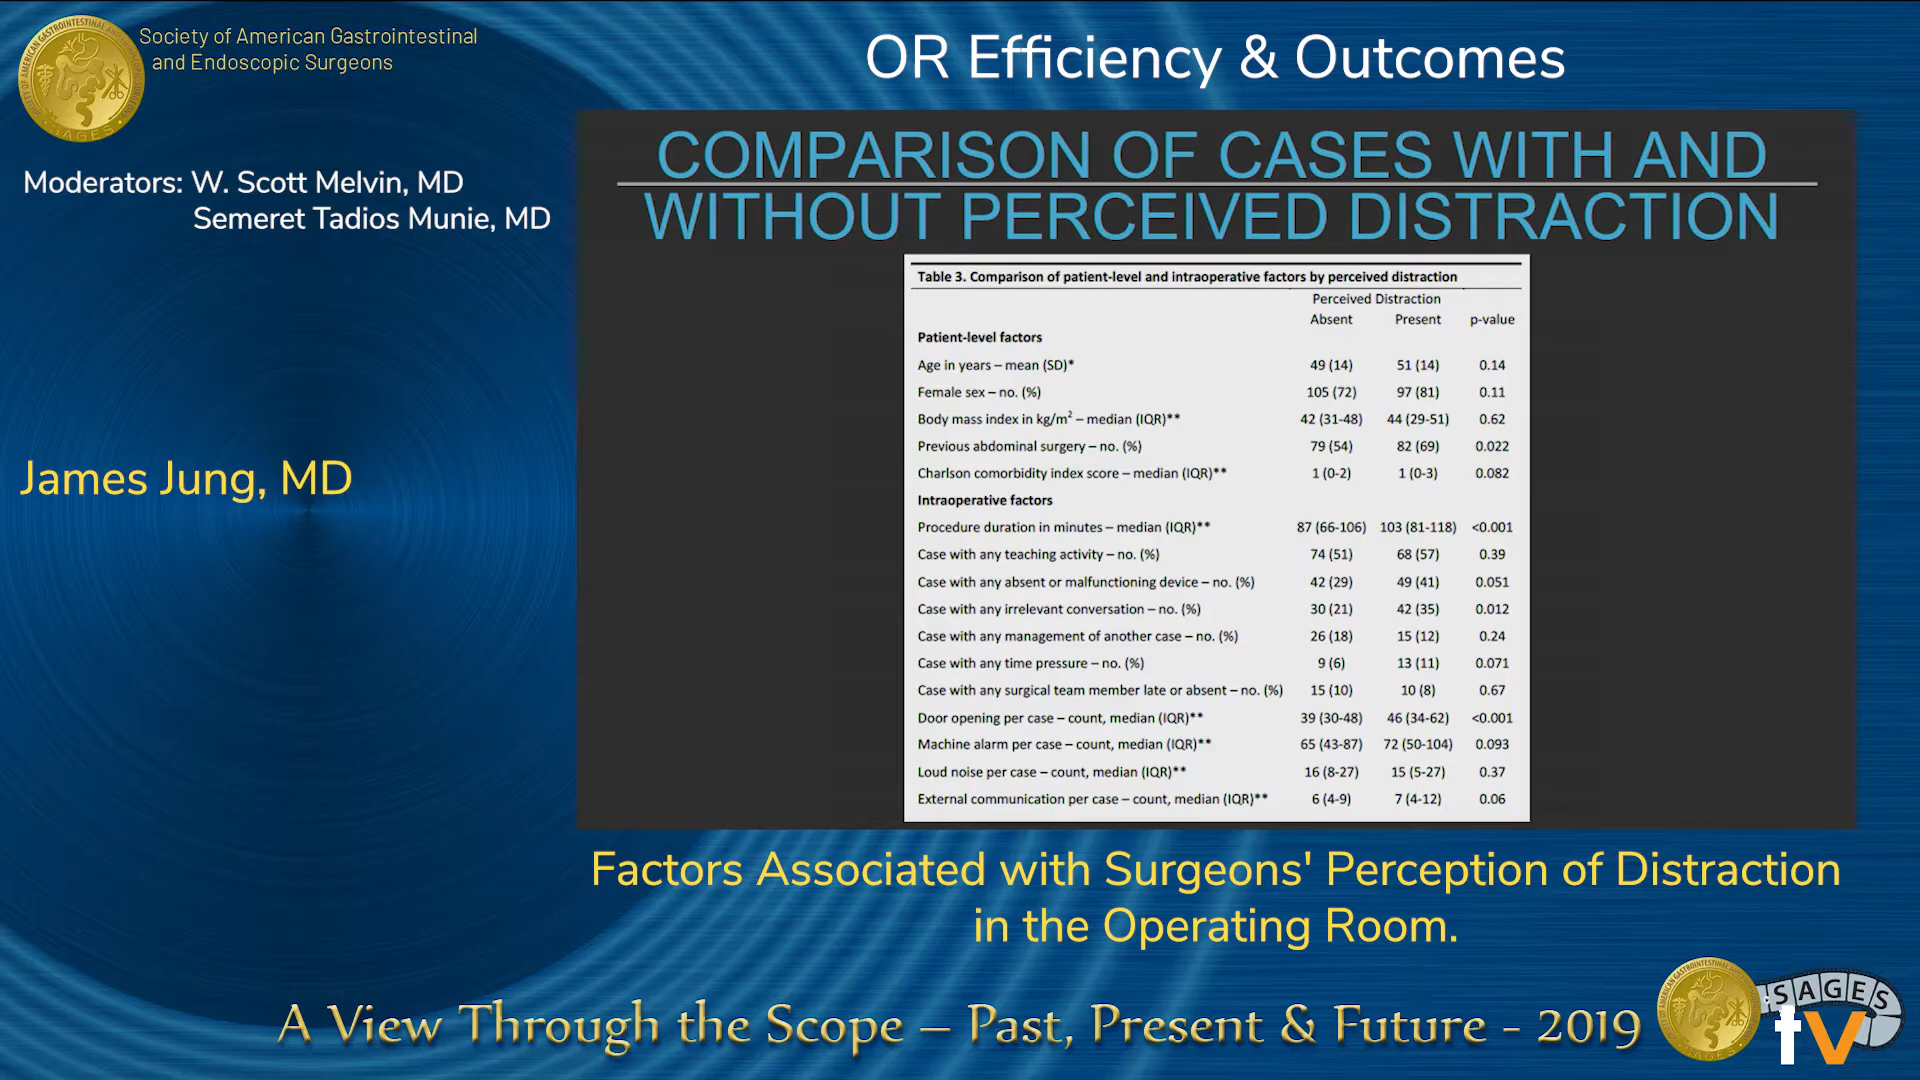 Society of American Gastrointestinal
and Endoscopic Surgeons
OR Efficiency & Outcomes
Moderators: W. Scott Melvin, MD
Semeret Tadios Munie, MD
James Jung, MD
COMPARISON OF CASES WITH AND
WITHOUT PERCEIVED DISTRACTION
Table 3. Comparison of patient-level and intraoperative factors by perceived distraction
Perceived Distraction
Absent Present p-value
Patient-level factors
Age in years – mean (SD)* 49 (14) 51 (14) 0.14
Female sex – no. (%) 105 (72) 97 (81) 0.11
Body mass index in kg/m² – median (IQR)** 42 (31-48) 44 (29-51) 0.62
Previous abdominal surgery – no. (%) 79 (54) 82 (69) 0.022
Charlson comorbidity index score – median (IQR)** 1 (0-2) 1 (0-3) 0.082
Intraoperative factors
Procedure duration in minutes – median (IQR)** 87 (66-106) 103 (81-118) <0.001
Case with any teaching activity – no. (%) 74 (51) 68 (57) 0.39
Case with any absent or malfunctioning device – no. (%) 42 (29) 49 (41) 0.051
Case with any irrelevant conversation – no. (%) 30 (21) 42 (35) 0.012
Case with any management of another case – no. (%) 26 (18) 15 (12) 0.24
Case with any time pressure – no. (%) 9 (6) 13 (11) 0.071
Case with any surgical team member late or absent – no. (%) 15 (10) 10 (8) 0.67
Door opening per case – count, median (IQR)** 39 (30-48) 46 (34-62) <0.001
Machine alarm per case – count, median (IQR)** 65 (43-87) 72 (50-104) 0.093
Loud noise per case – count, median (IQR)** 16 (8-27) 15 (5-27) 0.37
External communication per case – count, median (IQR)** 6 (4-9) 7 (4-12) 0.06
Factors Associated with Surgeons' Perception of Distraction
in the Operating Room.
A View Through the Scope – Past, Present & Future - 2019
SAGES
tv